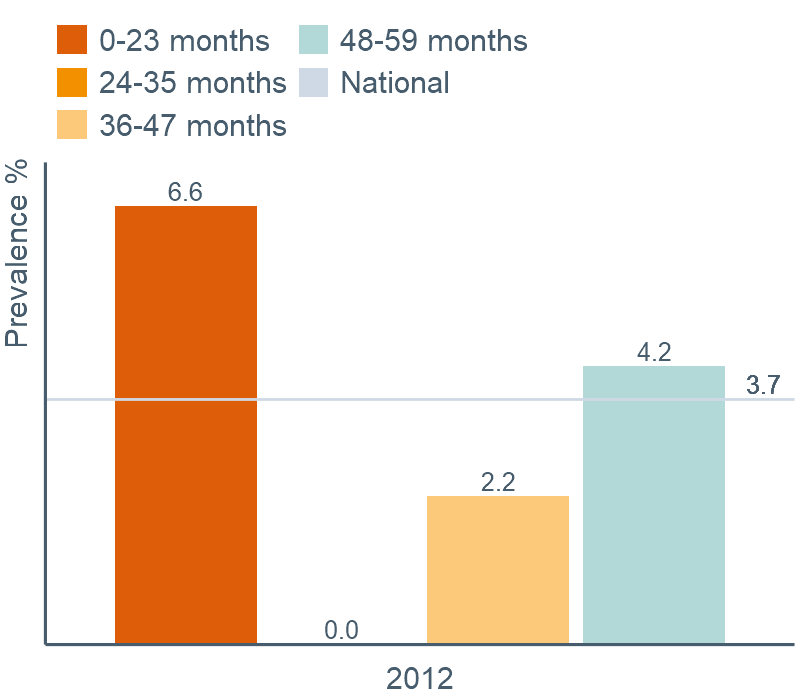 0-23 months
48-59 months
24-35 months
National
36-47 months
Prevalence %
6.6
0.0
2.2
4.2
3.7
2012